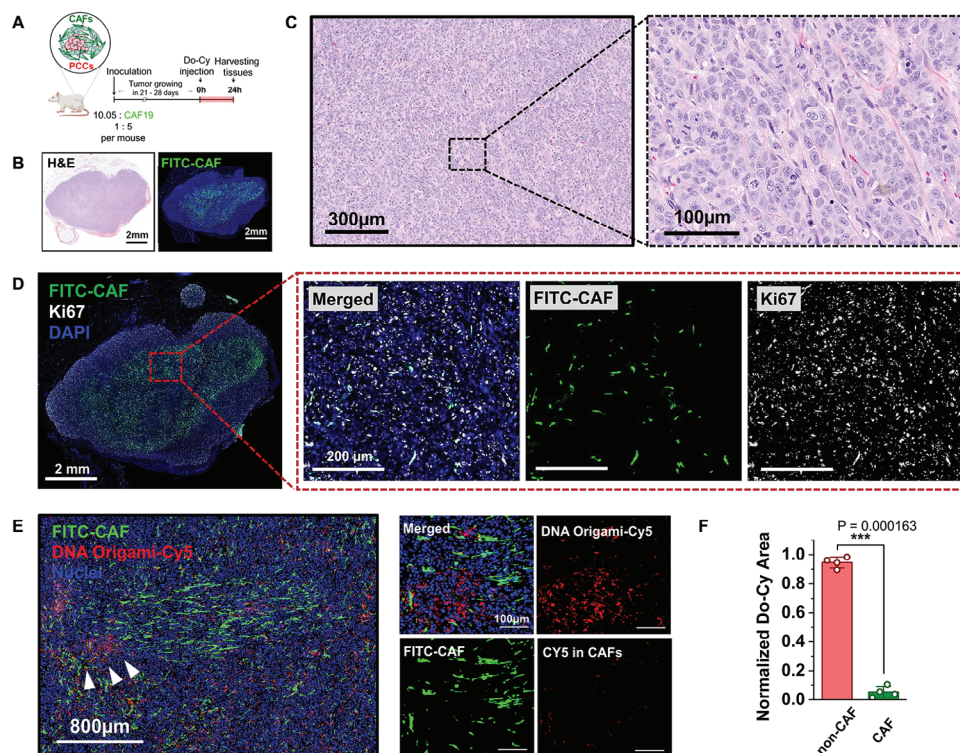 A
CAFs
PCCs
Inoculation
Tumor growing
in 21 - 28 days
Do-Cy
injection
0h
Harvesting
tissues
24h
10.05 : CAF19
1 : 5
per mouse
B
H&E
2mm
FITC-CAF
2mm
C
300µm
100µm
D
FITC-CAF
Ki67
DAPI
2 mm
Merged
200 µm
FITC-CAF
Ki67
E
FITC-CAF
DNA Origami-Cy5
800µm
Merged
100µm
DNA Origami-Cy5
FITC-CAF
CY5 in CAFs
F
P = 0.000163
***
Normalized Do-Cy Area
1.0
0.8
0.6
0.4
0.2
0.0
non-CAF
CAF